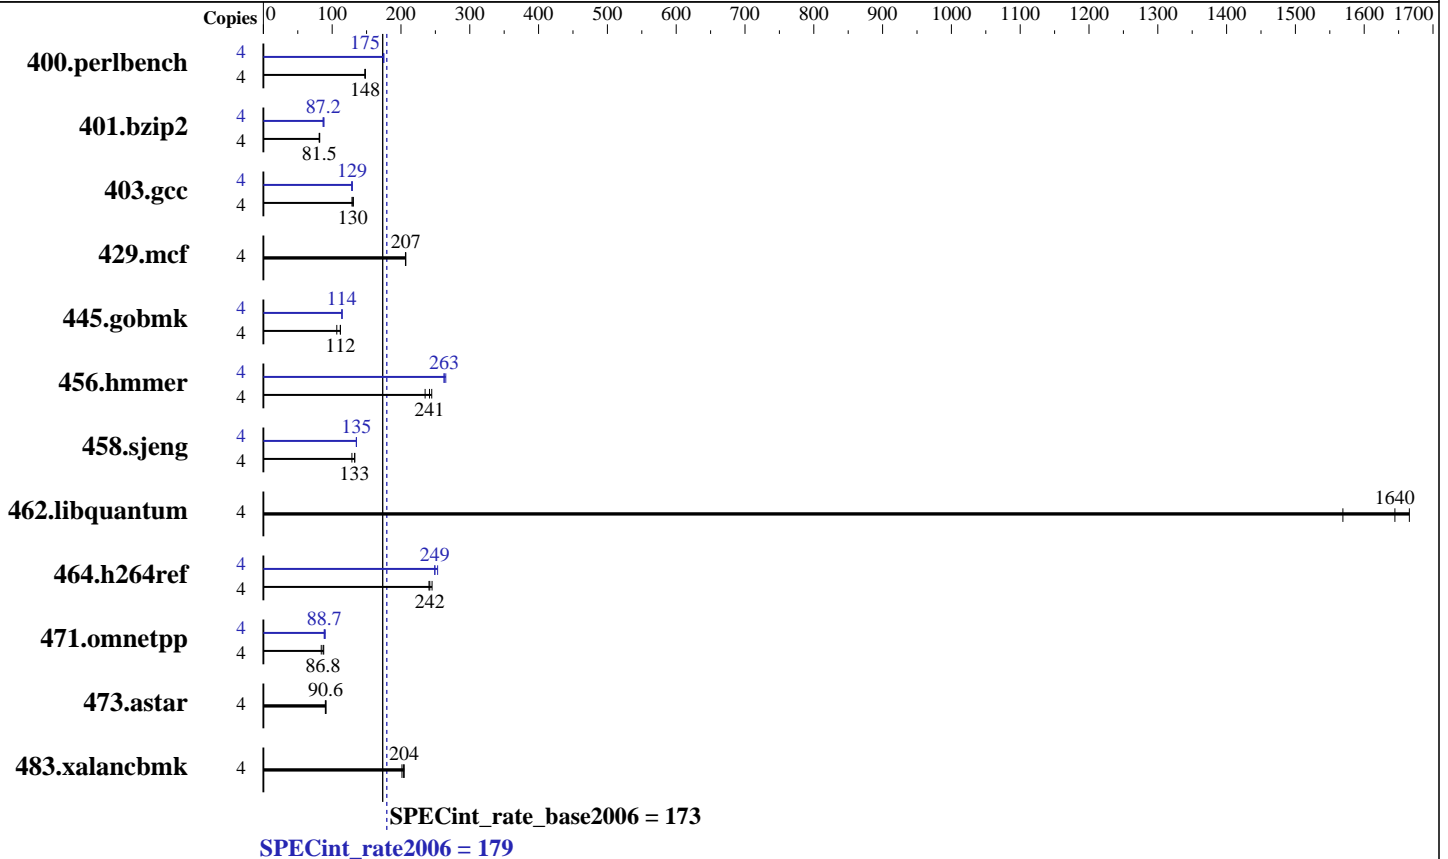 Copies 0 100 200 300 400 500 600 700 800 900 1000 1100 1200 1300 1400 1500 1600 1700
400.perlbench 4 175
4 148
401.bzip2 4 87.2
4 81.5
403.gcc 4 129
4 130
429.mcf 4 207
445.gobmk 4 114
4 112
456.hmmer 4 263
4 241
458.sjeng 4 135
4 133
462.libquantum 4 1640
464.h264ref 4 249
4 242
471.omnetpp 4 88.7
4 86.8
473.astar 4 90.6
483.xalancbmk 4 204
SPECint_rate_base2006 = 173
SPECint_rate2006 = 179